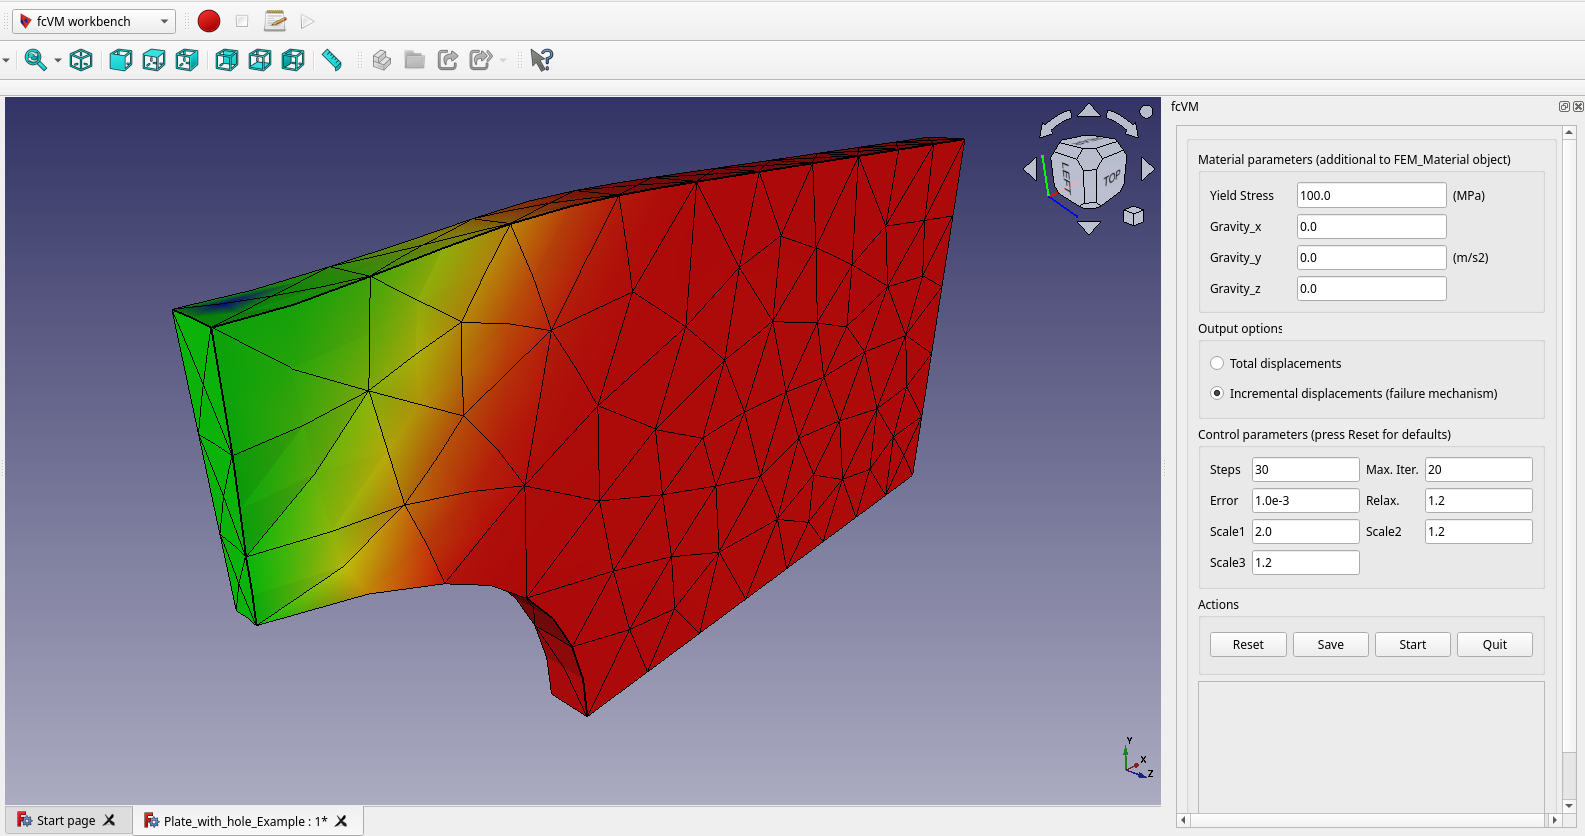 fcVM workbench
fcVM
LEFT
TOP
Material parameters (additional to FEM_Material object)
Yield Stress 100.0 (MPa)
Gravity_x 0.0
Gravity_y 0.0 (m/s2)
Gravity_z 0.0
Output options
Total displacements
Incremental displacements (failure mechanism)
Control parameters (press Reset for defaults)
Steps 30 Max. Iter. 20
Error 1.0e-3 Relax. 1.2
Scale1 2.0 Scale2 1.2
Scale3 1.2
Actions
Reset Save Start Quit
Y
X
Z
Start page
Plate_with_hole_Example : 1*